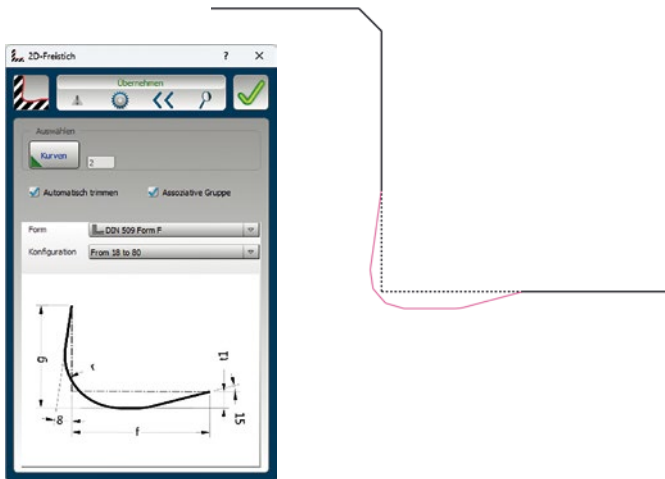 2D-Freistich ? ×
Übernehmen
Auswählen
Kurven 2
Automatisch trimmen Assoziative Gruppe
Form DIN 509 Form F
Konfiguration From 18 to 80
g
r
t1
8
f
15